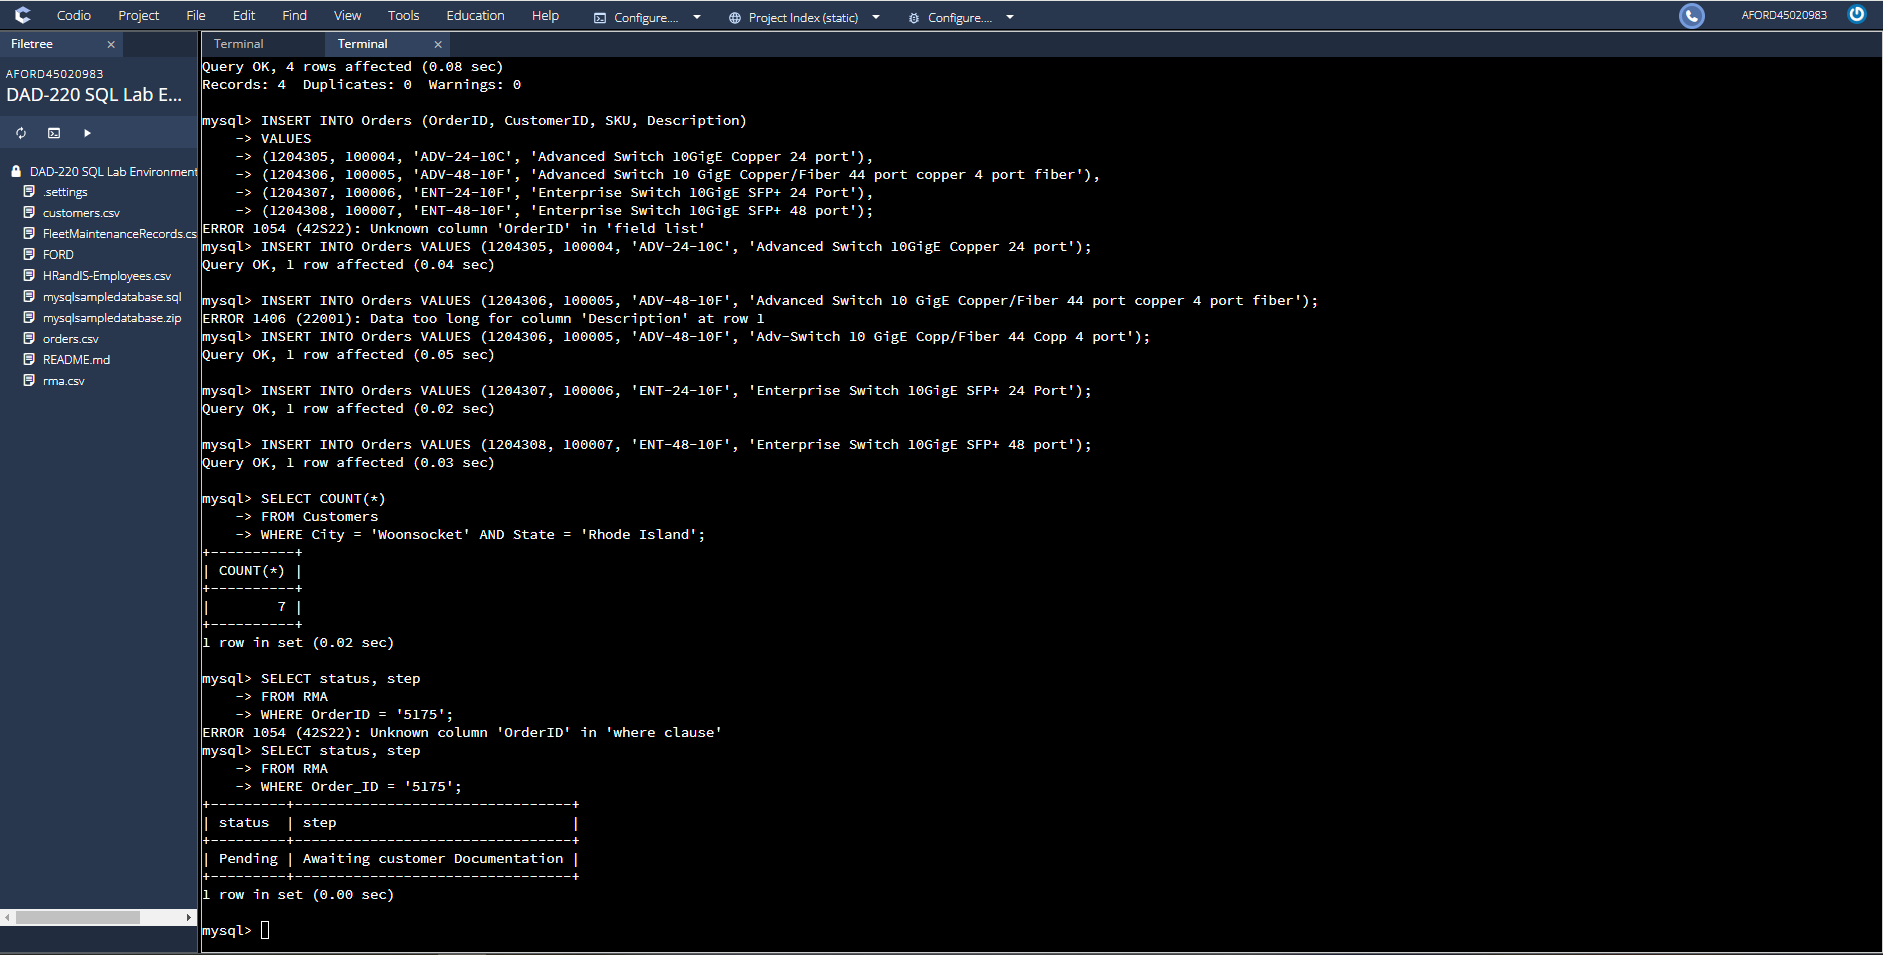 Codio Project File Edit Find View Tools Education Help Configure.... Project Index (static) Configure.... AFORD45020983
Filetree × Terminal Terminal ×
AFORD45020983
DAD-220 SQL Lab E...
DAD-220 SQL Lab Environment
.settings
customers.csv
FleetMaintenanceRecords.cs
FORD
HRandIS-Employees.csv
mysqlsampledatabase.sql
mysqlsampledatabase.zip
orders.csv
README.md
rma.csv
Query OK, 4 rows affected (0.08 sec)
Records: 4  Duplicates: 0  Warnings: 0
mysql> INSERT INTO Orders (OrderID, CustomerID, SKU, Description)
    -> VALUES
    -> (1204305, 100004, 'ADV-24-10C', 'Advanced Switch 10GigE Copper 24 port'),
    -> (1204306, 100005, 'ADV-48-10F', 'Advanced Switch 10 GigE Copper/Fiber 44 port copper 4 port fiber'),
    -> (1204307, 100006, 'ENT-24-10F', 'Enterprise Switch 10GigE SFP+ 24 Port'),
    -> (1204308, 100007, 'ENT-48-10F', 'Enterprise Switch 10GigE SFP+ 48 port');
ERROR 1054 (42S22): Unknown column 'OrderID' in 'field list'
mysql> INSERT INTO Orders VALUES (1204305, 100004, 'ADV-24-10C', 'Advanced Switch 10GigE Copper 24 port');
Query OK, 1 row affected (0.04 sec)
mysql> INSERT INTO Orders VALUES (1204306, 100005, 'ADV-48-10F', 'Advanced Switch 10 GigE Copper/Fiber 44 port copper 4 port fiber');
ERROR 1406 (22001): Data too long for column 'Description' at row 1
mysql> INSERT INTO Orders VALUES (1204306, 100005, 'ADV-48-10F', 'Adv-Switch 10 GigE Copp/Fiber 44 Copp 4 port');
Query OK, 1 row affected (0.05 sec)
mysql> INSERT INTO Orders VALUES (1204307, 100006, 'ENT-24-10F', 'Enterprise Switch 10GigE SFP+ 24 Port');
Query OK, 1 row affected (0.02 sec)
mysql> INSERT INTO Orders VALUES (1204308, 100007, 'ENT-48-10F', 'Enterprise Switch 10GigE SFP+ 48 port');
Query OK, 1 row affected (0.03 sec)
mysql> SELECT COUNT(*)
    -> FROM Customers
    -> WHERE City = 'Woonsocket' AND State = 'Rhode Island';
+----------+
| COUNT(*) |
+----------+
|        7 |
+----------+
1 row in set (0.02 sec)
mysql> SELECT status, step
    -> FROM RMA
    -> WHERE OrderID = '5175';
ERROR 1054 (42S22): Unknown column 'OrderID' in 'where clause'
mysql> SELECT status, step
    -> FROM RMA
    -> WHERE Order_ID = '5175';
+---------+---------------------------------+
| status  | step                            |
+---------+---------------------------------+
| Pending | Awaiting customer Documentation |
+---------+---------------------------------+
1 row in set (0.00 sec)
mysql>